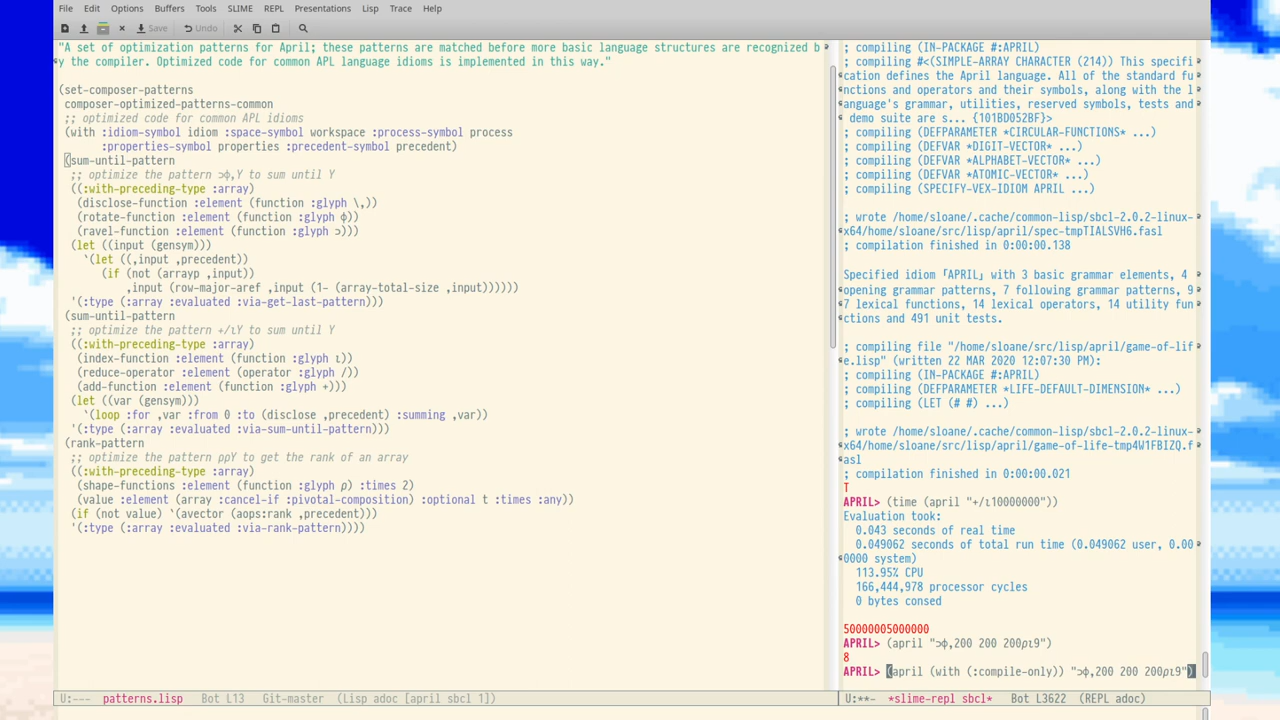 File Edit Options Buffers Tools SLIME REPL Presentations Lisp Trace Help
Save Undo
"A set of optimization patterns for April; these patterns are matched before more basic language structures are recognized b
y the compiler. Optimized code for common APL language idioms is implemented in this way."
(set-composer-patterns
composer-optimized-patterns-common
;; optimized code for common APL idioms
(with :idiom-symbol idiom :space-symbol workspace :process-symbol process
:properties-symbol properties :precedent-symbol precedent)
(sum-until-pattern
;; optimize the pattern ⊃⌽,Y to sum until Y
((:with-preceding-type :array)
(disclose-function :element (function :glyph \,))
(rotate-function :element (function :glyph ⌽))
(ravel-function :element (function :glyph ⊃)))
(let ((input (gensym)))
`(let ((,input ,precedent))
(if (not (arrayp ,input))
,input (row-major-aref ,input (1- (array-total-size ,input))))))
'(:type (:array :evaluated :via-get-last-pattern)))
(sum-until-pattern
;; optimize the pattern +/⍳Y to sum until Y
((:with-preceding-type :array)
(index-function :element (function :glyph ⍳))
(reduce-operator :element (operator :glyph /))
(add-function :element (function :glyph +)))
(let ((var (gensym)))
`(loop :for ,var :from 0 :to (disclose ,precedent) :summing ,var))
'(:type (:array :evaluated :via-sum-until-pattern)))
(rank-pattern
;; optimize the pattern ⍴⍴Y to get the rank of an array
((:with-preceding-type :array)
(shape-functions :element (function :glyph ⍴) :times 2)
(value :element (array :cancel-if :pivotal-composition) :optional t :times :any))
(if (not value) `(avector (aops:rank ,precedent)))
'(:type (:array :evaluated :via-rank-pattern))))
U:--- patterns.lisp Bot L13 Git-master (Lisp adoc [april sbcl 1])
; compiling (IN-PACKAGE #:APRIL)
; compiling #<(SIMPLE-ARRAY CHARACTER (214)) This specifi
cation defines the April language. All of the standard fu
nctions and operators and their symbols, along with the l
anguage's grammar, utilities, reserved symbols, tests and
demo suite are s... {101BD052BF}>
; compiling (DEFPARAMETER *CIRCULAR-FUNCTIONS* ...)
; compiling (DEFVAR *DIGIT-VECTOR* ...)
; compiling (DEFVAR *ALPHABET-VECTOR* ...)
; compiling (DEFVAR *ATOMIC-VECTOR* ...)
; compiling (SPECIFY-VEX-IDIOM APRIL ...)
; wrote /home/sloane/.cache/common-lisp/sbcl-2.0.2-linux-
x64/home/sloane/src/lisp/april/spec-tmpTIALSVH6.fasl
; compilation finished in 0:00:00.138
Specified idiom ｢APRIL｣ with 3 basic grammar elements, 4
opening grammar patterns, 7 following grammar patterns, 9
7 lexical functions, 14 lexical operators, 14 utility fun
ctions and 491 unit tests.
; compiling file "/home/sloane/src/lisp/april/game-of-lif
e.lisp" (written 22 MAR 2020 12:07:30 PM):
; compiling (IN-PACKAGE #:APRIL)
; compiling (DEFPARAMETER *LIFE-DEFAULT-DIMENSION* ...)
; compiling (LET (# #) ...)
; wrote /home/sloane/.cache/common-lisp/sbcl-2.0.2-linux-
x64/home/sloane/src/lisp/april/game-of-life-tmp4W1FBIZQ.f
asl
; compilation finished in 0:00:00.021
T
APRIL> (time (april "+/⍳10000000"))
Evaluation took:
0.043 seconds of real time
0.049062 seconds of total run time (0.049062 user, 0.00
0000 system)
113.95% CPU
166,444,978 processor cycles
0 bytes consed
50000005000000
APRIL> (april "⊃⌽,200 200 200⍴⍳9")
8
APRIL> (april (with (:compile-only)) "⊃⌽,200 200 200⍴⍳9")
U:**- *slime-repl sbcl* Bot L3622 (REPL adoc)